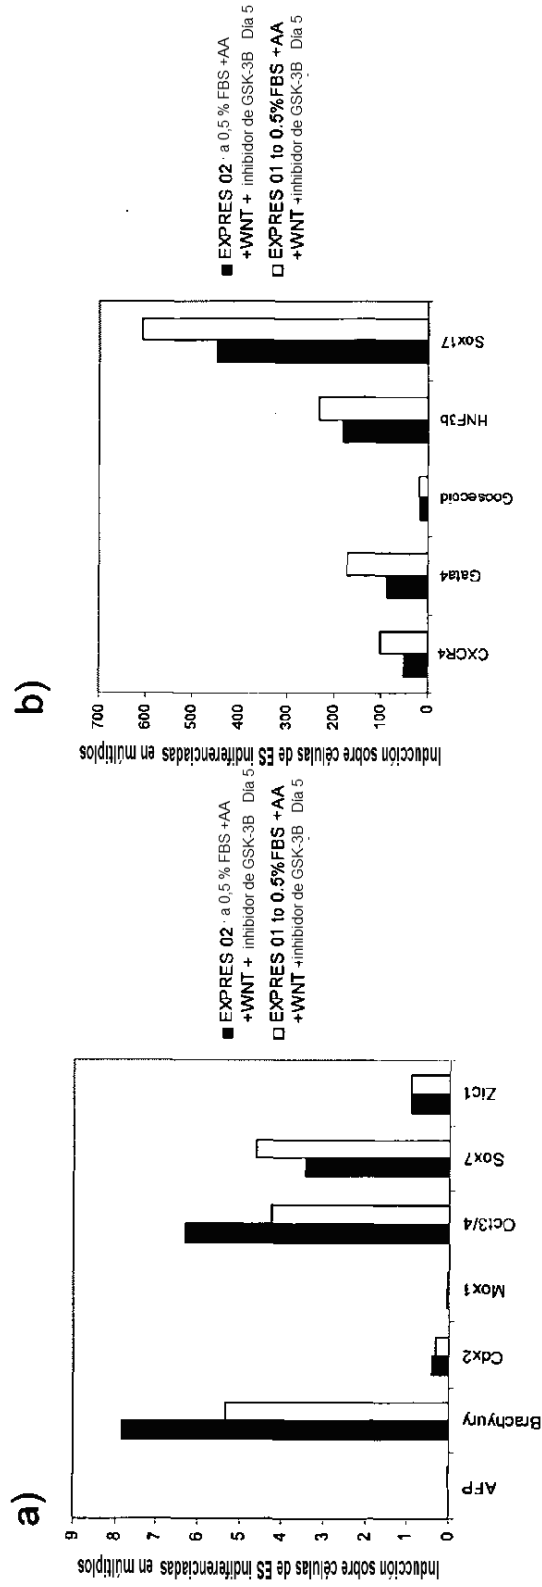 a)
Inducción sobre células de ES indiferenciadas en múltiplos
9
8
7
6
5
4
3
2
1
0
AFP
Brachyury
Cdx2
Mox1
Oct3/4
Sox7
Zic1
EXPRES 02 · a 0,5 % FBS +AA
+WNT + inhibidor de GSK-3B Día 5
EXPRES 01 to 0.5%FBS +AA
+WNT +inhibidor de GSK-3B Día 5
b)
Inducción sobre células de ES indiferenciadas en múltiplos
700
600
500
400
300
200
100
0
CXCR4
Gata4
Goosecoid
HNF3b
Sox17
EXPRES 02 · a 0,5 % FBS +AA
+WNT + inhibidor de GSK-3B Día 5
EXPRES 01 to 0.5%FBS +AA
+WNT +inhibidor de GSK-3B Día 5